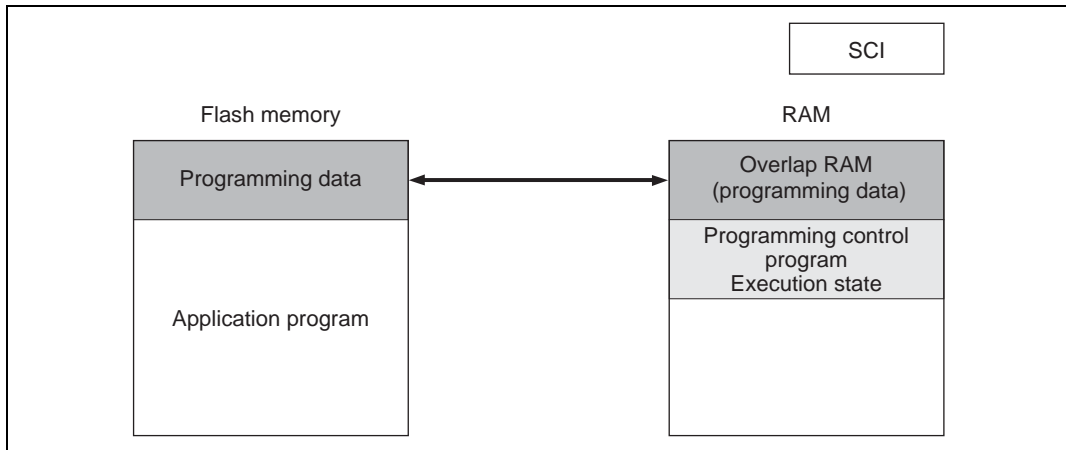 SCI
Flash memory
RAM
Programming data
Overlap RAM
(programming data)
Programming control
program
Execution state
Application program